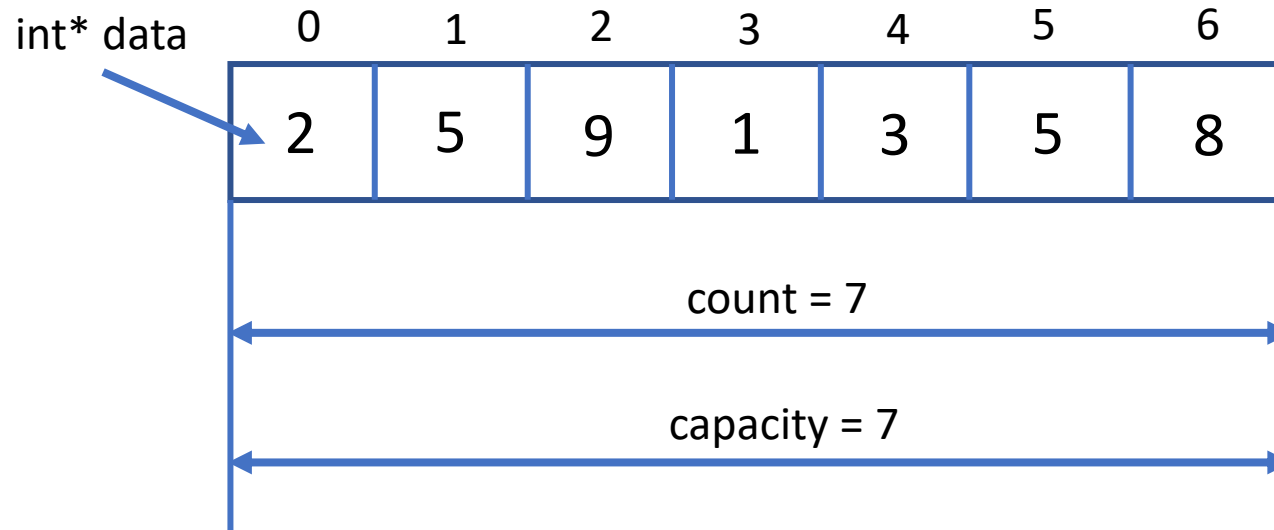 int* data 0 1 2 3 4 5 6
2 5 9 1 3 5 8
count = 7
capacity = 7